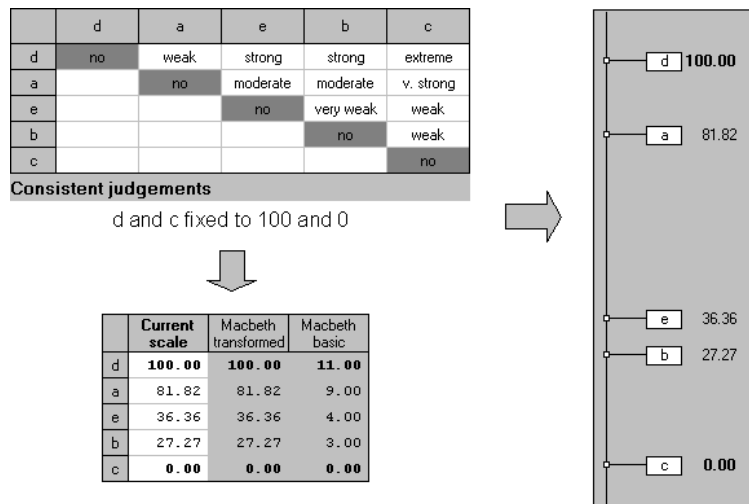 d a e b c
d no weak strong strong extreme
a no moderate moderate v. strong
e no very weak weak
b no weak
c no
Consistent judgements
d and c fixed to 100 and 0
Current scale Macbeth transformed Macbeth basic
d 100.00 100.00 11.00
a 81.82 81.82 9.00
e 36.36 36.36 4.00
b 27.27 27.27 3.00
c 0.00 0.00 0.00
d 100.00
a 81.82
e 36.36
b 27.27
c 0.00